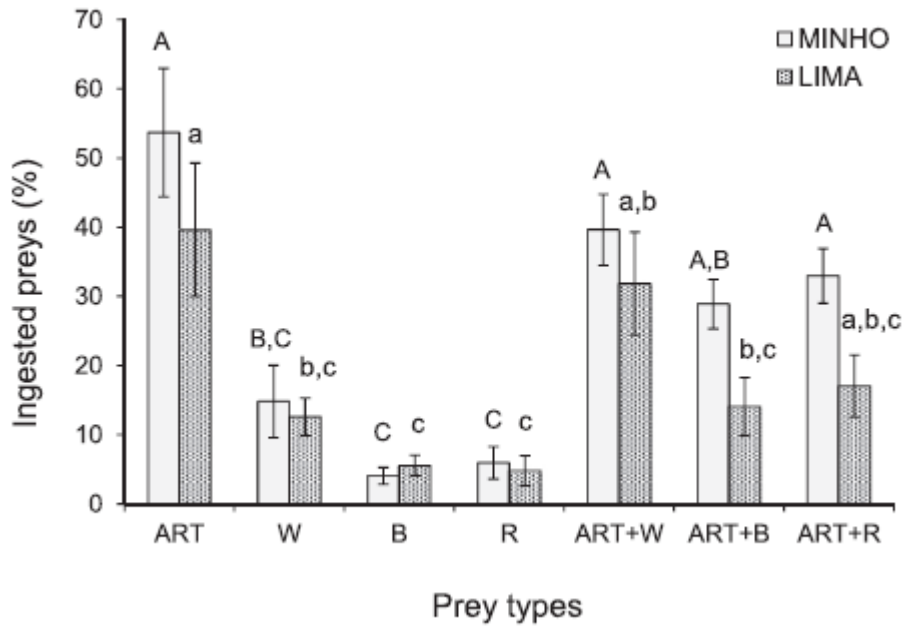 70
60
50
40
30
20
10
0
Ingested preys (%)
MINHO
LIMA
A
a
B,C
b,c
C
c
C
c
A
a,b
A,B
b,c
A
a,b,c
ART W B R ART+W ART+B ART+R
Prey types